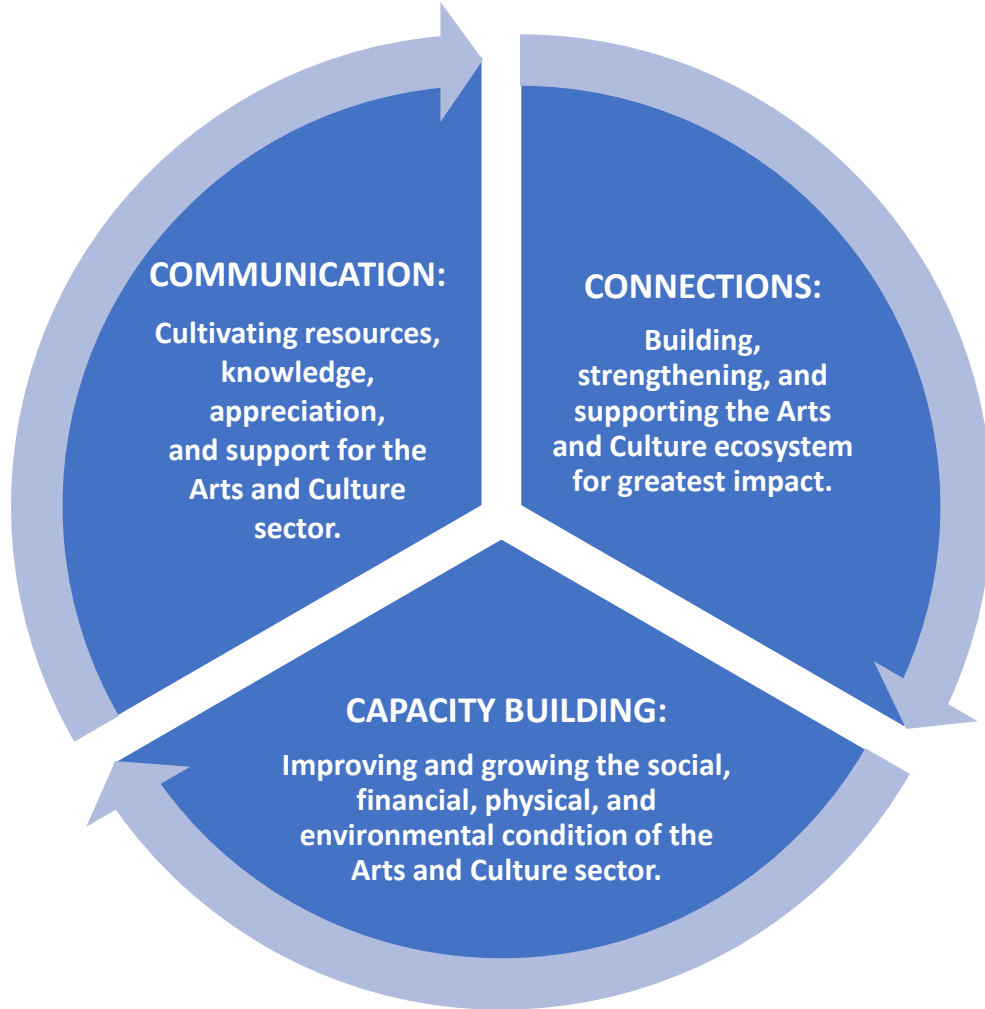 COMMUNICATION:
Cultivating resources,
knowledge,
appreciation,
and support for the
Arts and Culture
sector.
CONNECTIONS:
Building,
strengthening, and
supporting the Arts
and Culture ecosystem
for greatest impact.
CAPACITY BUILDING:
Improving and growing the social,
financial, physical, and
environmental condition of the
Arts and Culture sector.